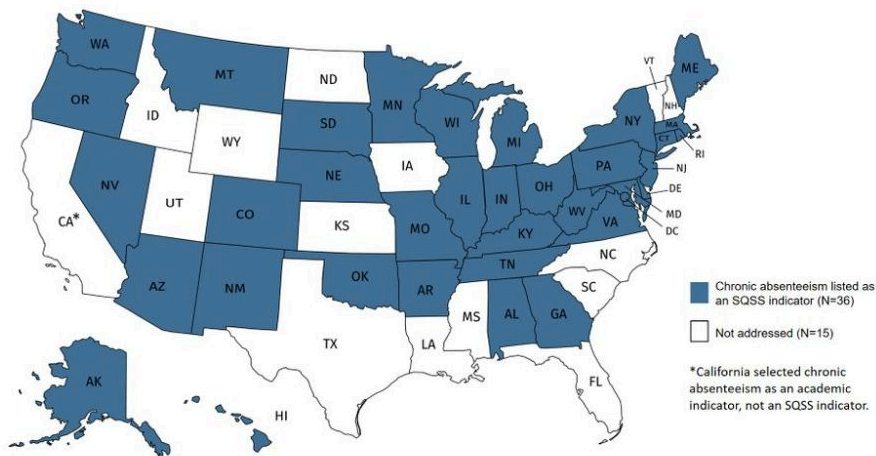 WA
OR
CA*
ID
NV
UT
AZ
MT
WY
CO
NM
ND
SD
NE
KS
OK
TX
MN
IA
MO
AR
LA
WI
IL
MS
MI
IN
KY
TN
AL
OH
WV
GA
FL
SC
NC
VA
PA
NY
VT
NH
ME
MA
CT
RI
NJ
DE
MD
DC
AK
HI
Chronic absenteeism listed as
an SQSS indicator (N=36)
Not addressed (N=15)
*California selected chronic
absenteeism as an academic
indicator, not an SQSS indicator.